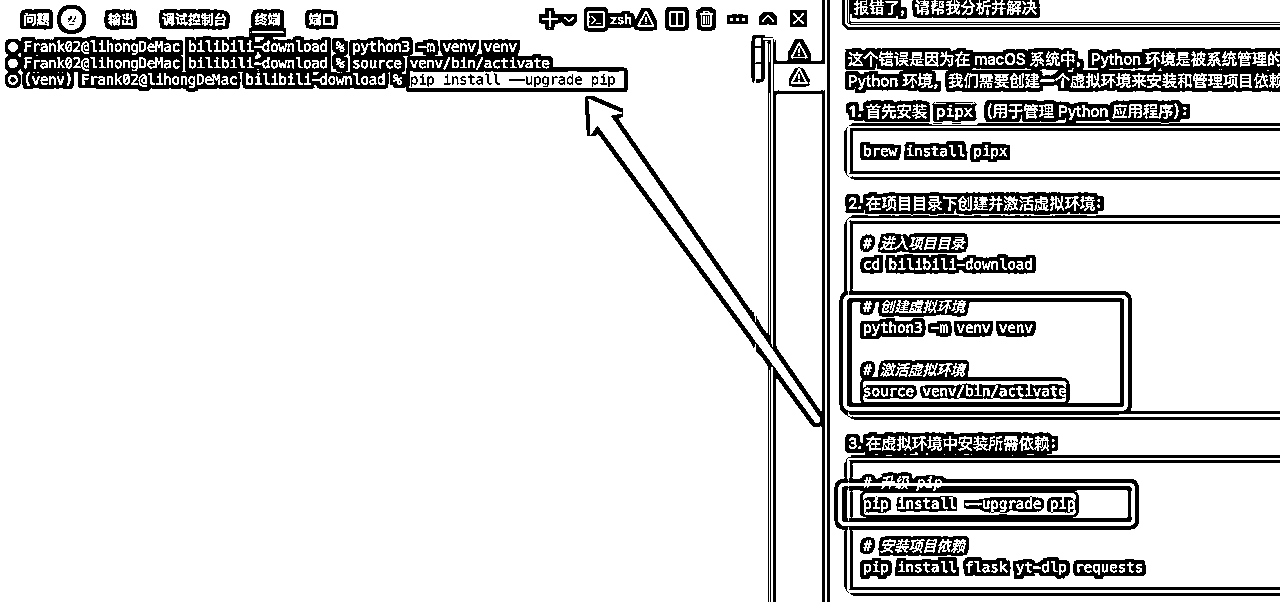 问题 2 输出 调试控制台 终端 端口
zsh
Frank02@lihongDeMac bilibili-download % python3 -m venv venv
Frank02@lihongDeMac bilibili-download % source venv/bin/activate
(venv) Frank02@lihongDeMac bilibili-download % pip install --upgrade pip
报错了，请帮我分析并解决
这个错误是因为在 macOS 系统中，Python 环境是被系统管理的
Python 环境，我们需要创建一个虚拟环境来安装和管理项目依赖
1. 首先安装 pipx（用于管理 Python 应用程序）：
brew install pipx
2. 在项目目录下创建并激活虚拟环境：
# 进入项目目录
cd bilibili-download
# 创建虚拟环境
python3 -m venv venv
# 激活虚拟环境
source venv/bin/activate
3. 在虚拟环境中安装所需依赖：
# 升级 pip
pip install --upgrade pip
# 安装项目依赖
pip install flask yt-dlp requests